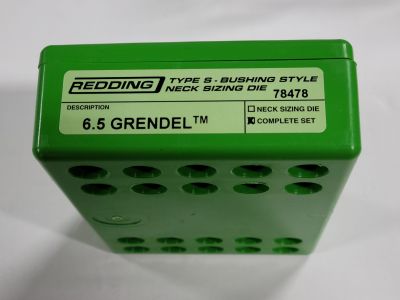 REDDING
TYPE S - BUSHING STYLE
NECK SIZING DIE 78478
DESCRIPTION
6.5 GRENDEL™
NECK SIZING DIE
COMPLETE SET